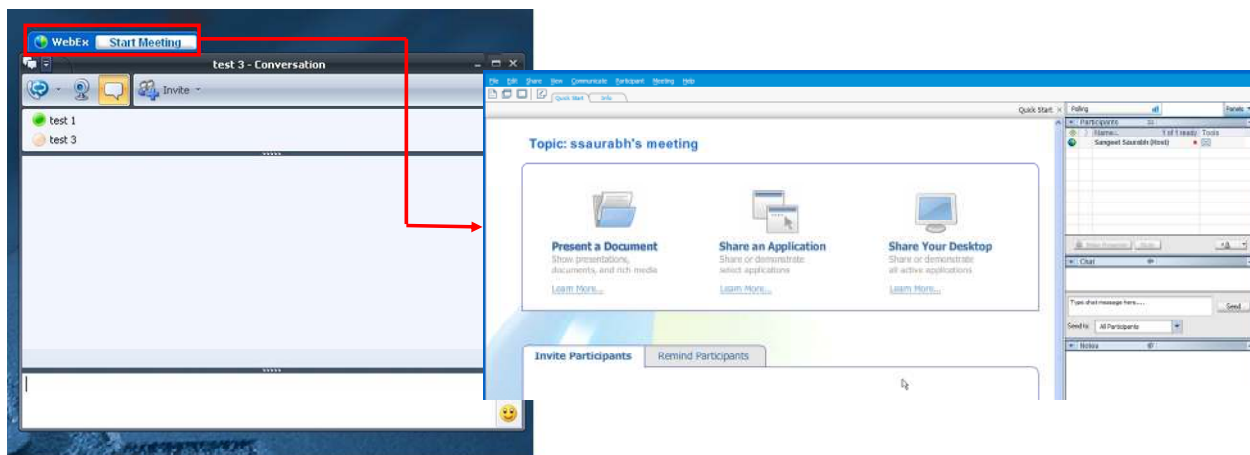 WebEx Start Meeting
test 3 - Conversation
Invite
test 1
test 3
File Edit Share View Communicate Participant Meeting Help
Quick Start Info
Quick Start
Polling
Panels
Topic: ssaurabh's meeting
Present a Document
Show presentations,
documents, and rich media
Learn More...
Share an Application
Share or demonstrate
select applications
Learn More...
Share Your Desktop
Share or demonstrate
all active applications
Learn More...
Invite Participants Remind Participants
Participants
Name 1 of 1 ready Tools
Sangeet Saurabh (Host)
Chat
Type chat message here....
Send
Send to: All Participants
Notes